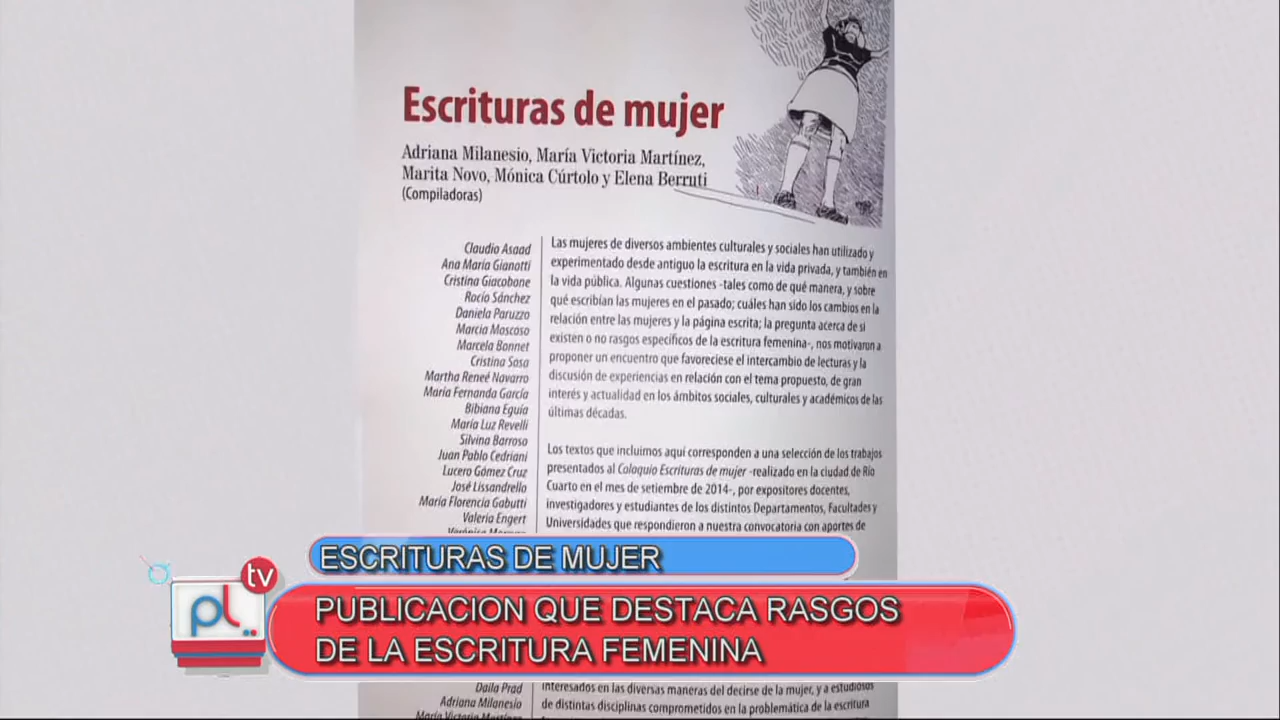 Escrituras de mujer
Adriana Milanesio, María Victoria Martínez,
Marita Novo, Mónica Cúrtolo y Elena Berruti
(Compiladoras)
Claudio Asaad
Ana María Gianotti
Cristina Giacobone
Rocío Sánchez
Daniela Paruzzo
Marcia Moscoso
Marcela Bonnet
Cristina Sosa
Martha Reneé Navarro
María Fernanda García
Bibiana Eguía
María Luz Revelli
Silvina Barroso
Juan Pablo Cedriani
Lucero Gómez Cruz
José Lissandrello
María Florencia Gabutti
Valeria Engert
Las mujeres de diversos ambientes culturales y sociales han utilizado y
experimentado desde antiguo la escritura en la vida privada, y también en
la vida pública. Algunas cuestiones -tales como de qué manera, y sobre
qué escribían las mujeres en el pasado; cuáles han sido los cambios en la
relación entre las mujeres y la página escrita; la pregunta acerca de si
existen o no rasgos específicos de la escritura femenina-, nos motivaron a
proponer un encuentro que favoreciese el intercambio de lecturas y la
discusión de experiencias en relación con el tema propuesto, de gran
interés y actualidad en los ámbitos sociales, culturales y académicos de las
últimas décadas.
Los textos que incluimos aquí corresponden a una selección de los trabajos
presentados al Coloquio Escrituras de mujer -realizado en la ciudad de Río
Cuarto en el mes de setiembre de 2014-, por expositores docentes,
investigadores y estudiantes de los distintos Departamentos, Facultades y
Universidades que respondieron a nuestra convocatoria con aportes de
ESCRITURAS DE MUJER
pl tv
PUBLICACION QUE DESTACA RASGOS
DE LA ESCRITURA FEMENINA
Daila Prad
Adriana Milanesio
María Victoria
interesados en las diversas maneras del decirse de la mujer, y a estudiosos
de distintas disciplinas comprometidos en la problemática de la escritura